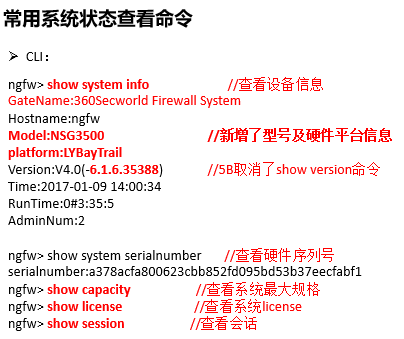 常用系统状态查看命令
➢ CLI：
ngfw> show system info //查看设备信息
GateName:360Secworld Firewall System
Hostname:ngfw
Model:NSG3500 //新增了型号及硬件平台信息
platform:LYBayTrail
Version:V4.0(-6.1.6.35388) //5B取消了show version命令
Time:2017-01-09 14:00:34
RunTime:0#3:35:5
AdminNum:2
ngfw> show system serialnumber //查看硬件序列号
serialnumber:a378acfa800623cbb852fd095bd53b37eecfabf1
ngfw> show capacity //查看系统最大规格
ngfw> show license //查看系统license
ngfw> show session //查看会话